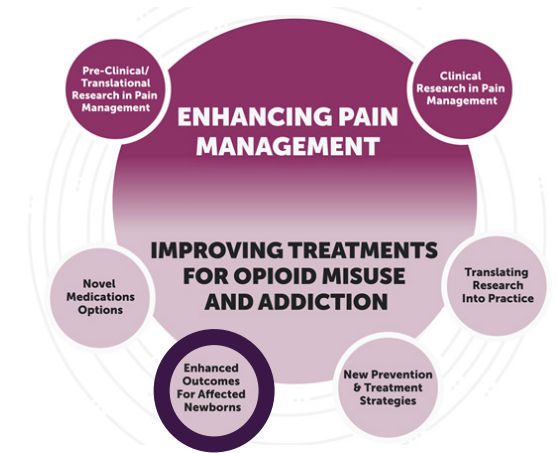 Pre-Clinical/
Translational
Research in Pain
Management
Clinical
Research in Pain
Management
ENHANCING PAIN
MANAGEMENT
IMPROVING TREATMENTS
FOR OPIOID MISUSE
AND ADDICTION
Novel
Medications
Options
Translating
Research
Into Practice
Enhanced
Outcomes
For Affected
Newborns
New Prevention
& Treatment
Strategies